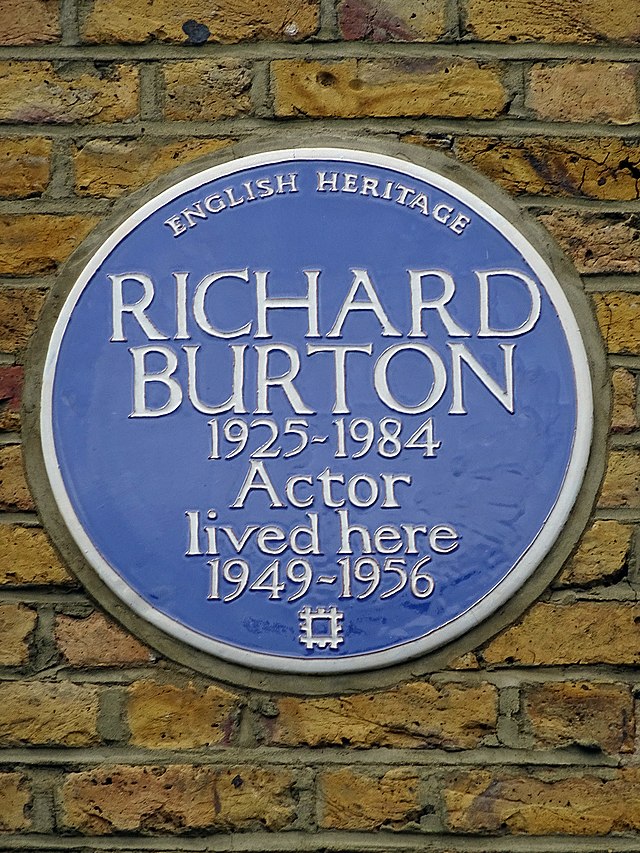 ENGLISH HERITAGE
RICHARD
BURTON
1925-1984
Actor
lived here
1949-1956